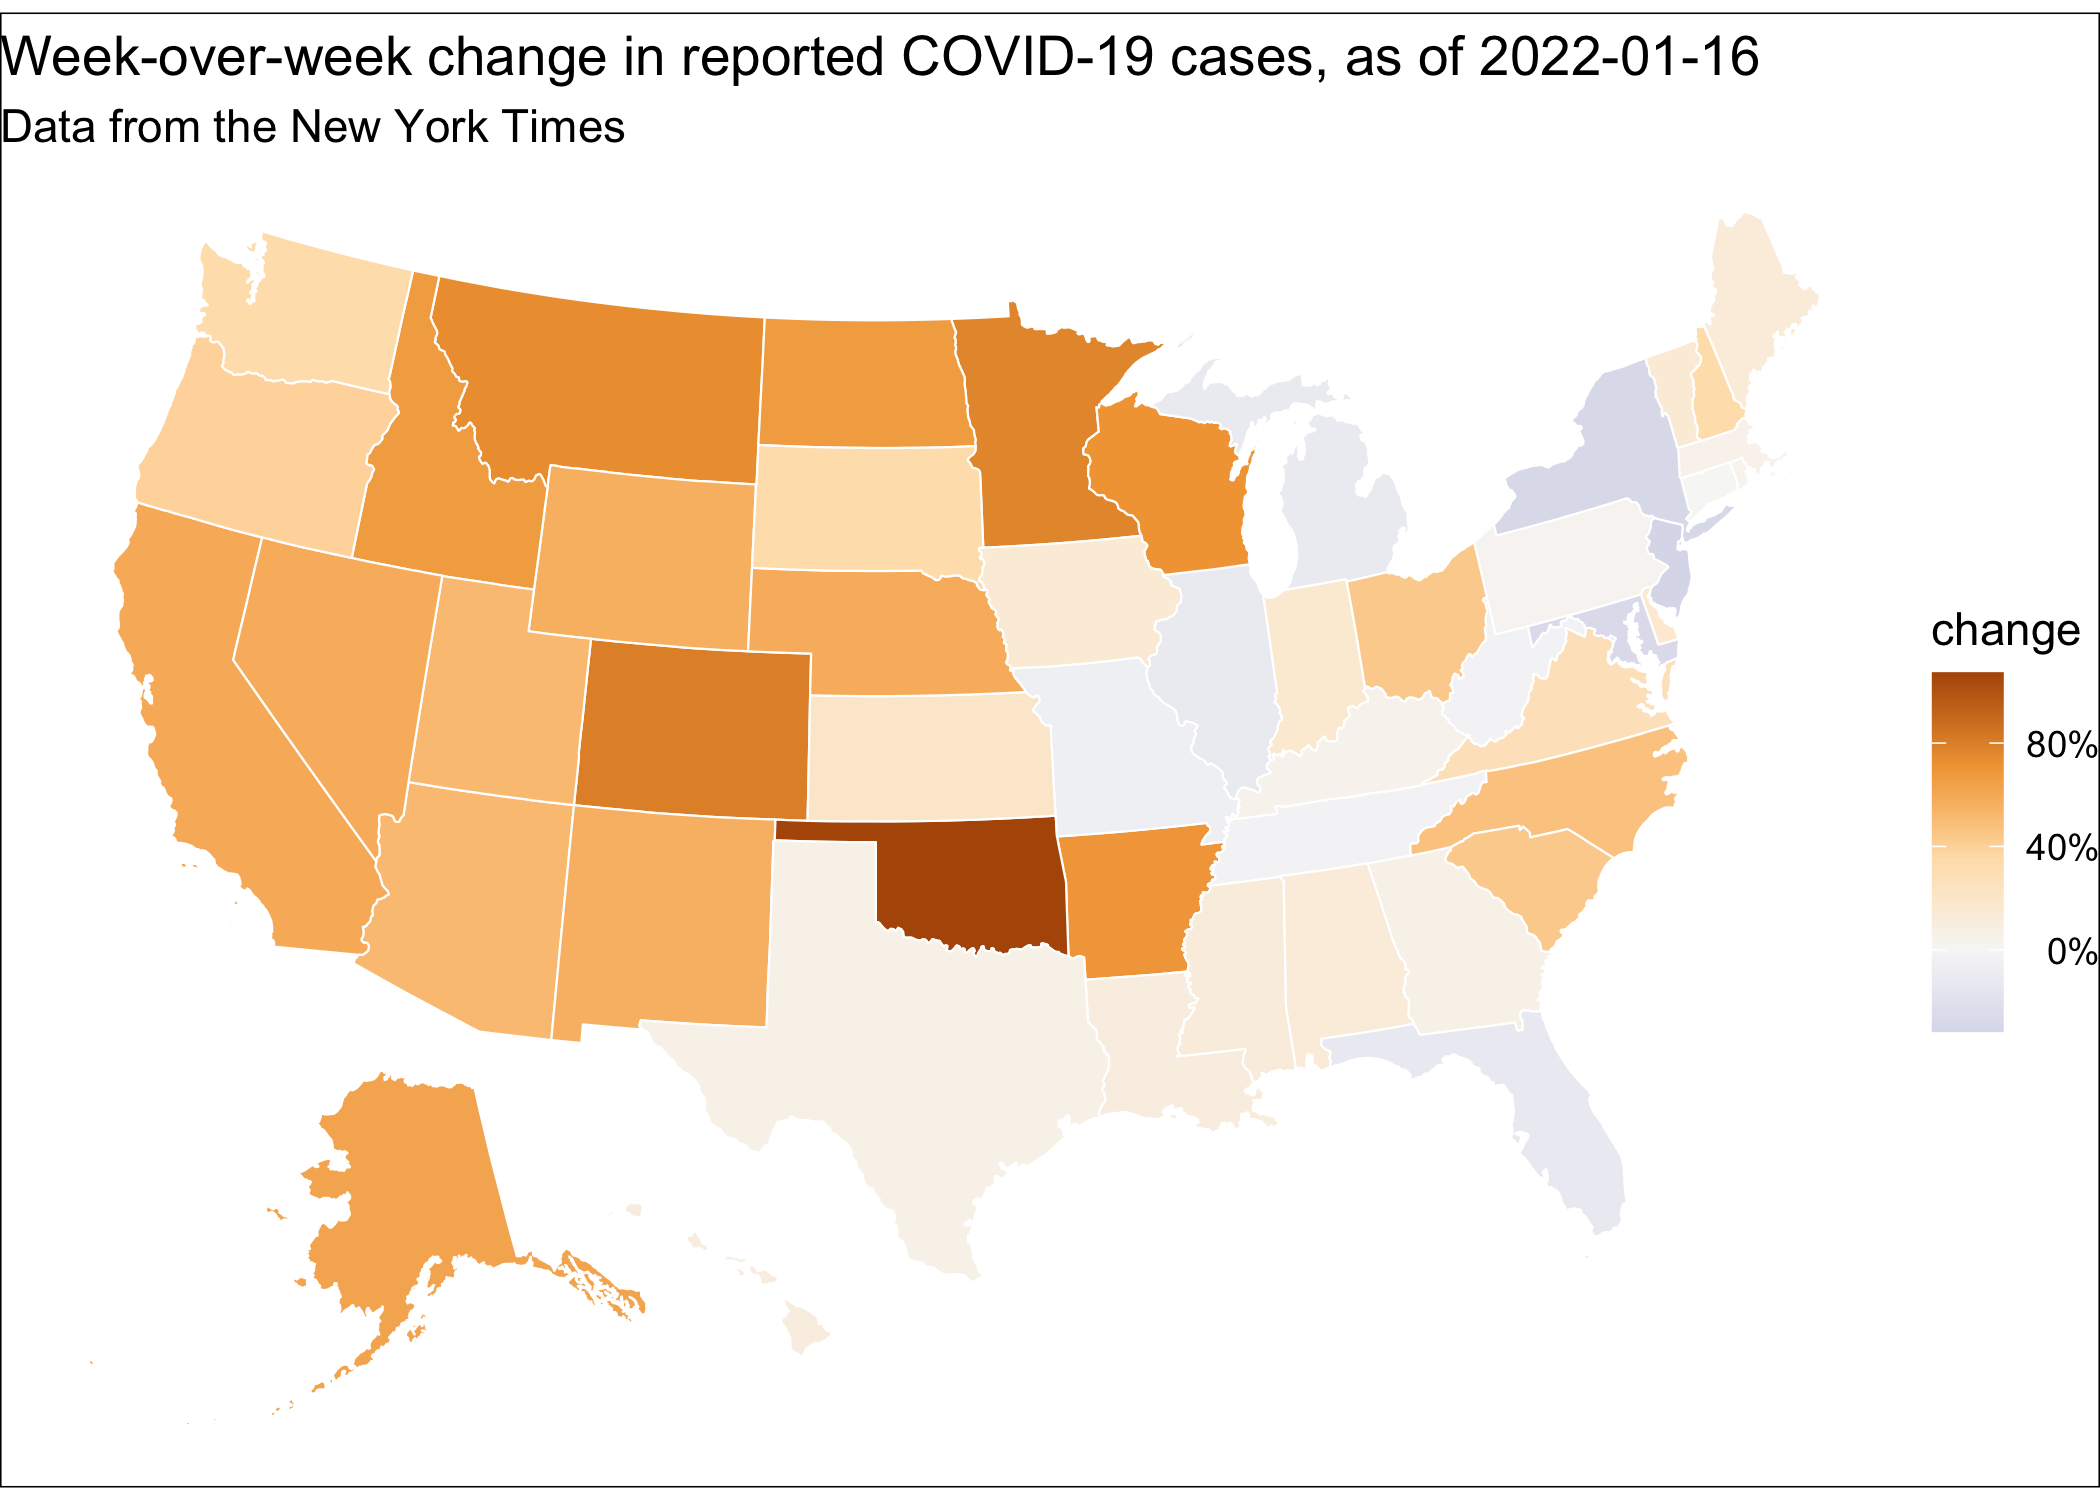 Week-over-week change in reported COVID-19 cases, as of 2022-01-16
Data from the New York Times
change
80%
40%
0%